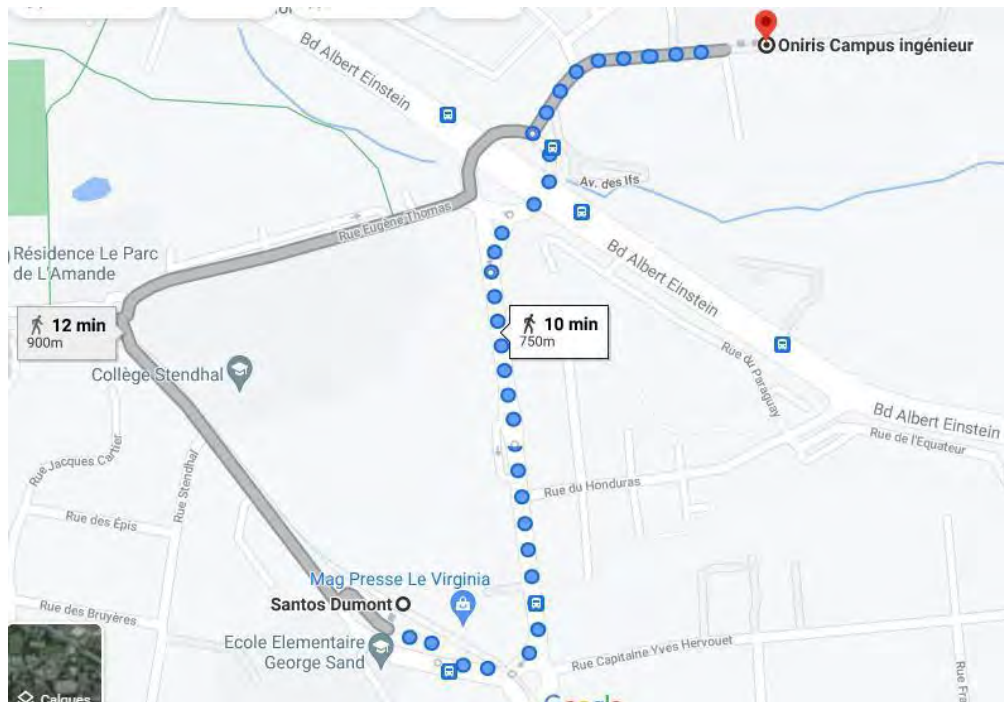 Bd Albert Einstein
Oniris Campus ingénieur
Av. des Ifs
Rue Eugène Thomas
Bd Albert Einstein
Résidence Le Parc
de L'Amande
12 min
900m
10 min
750m
Collège Stendhal
Rue du Paraguay
Bd Albert Einstein
Rue de l'Equateur
Rue Jacques Cartier
Rue Stendhal
Rue du Honduras
Rue des Épis
Mag Presse Le Virginia
Santos Dumont
Rue des Bruyères
Ecole Elementaire
George Sand
Rue Capitaine Yves Hervouet
Calques
Google